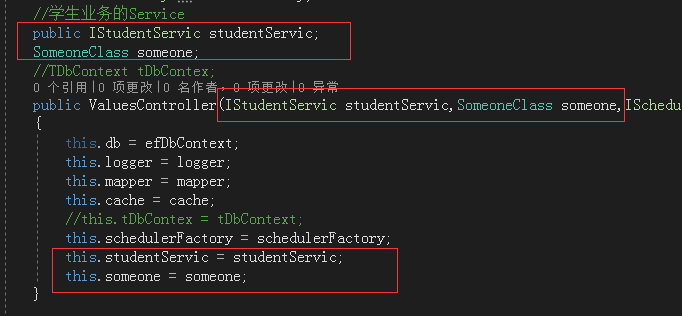 //学生业务的Service
public IStudentServic studentServic;
SomeoneClass someone;
//TDbContext tDbContex;
0 个引用|0 项更改|0 名作者，0 项更改|0 异常
public ValuesController(IStudentServic studentServic,SomeoneClass someone,ISchedu
{
this.db = efDbContext;
this.logger = logger;
this.mapper = mapper;
this.cache = cache;
//this.tDbContex = tDbContext;
this.schedulerFactory = schedulerFactory;
this.studentServic = studentServic;
this.someone = someone;
}